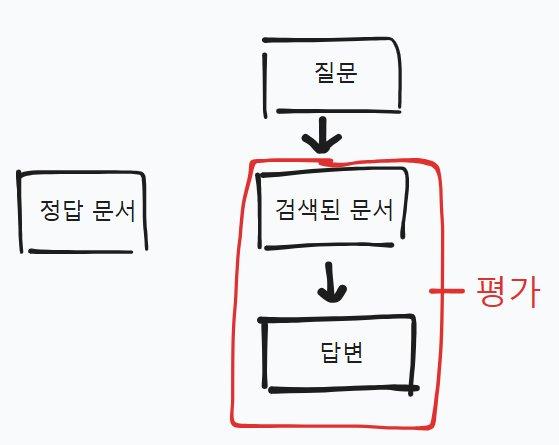 질문
정답 문서
검색된 문서
평가
답변